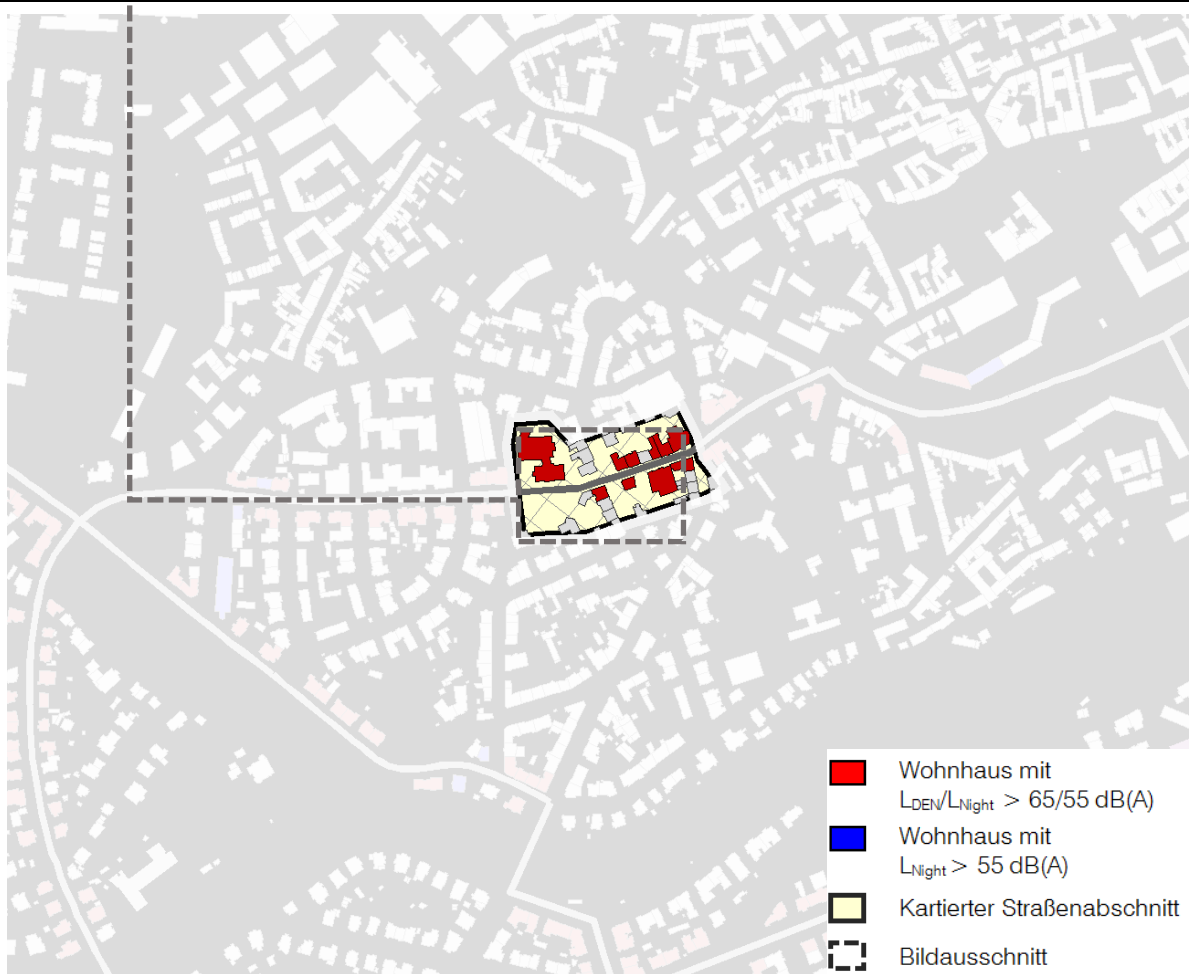 Wohnhaus mit
LDEN/LNight > 65/55 dB(A)
Wohnhaus mit
LNight > 55 dB(A)
Kartierter Straßenabschnitt
Bildausschnitt